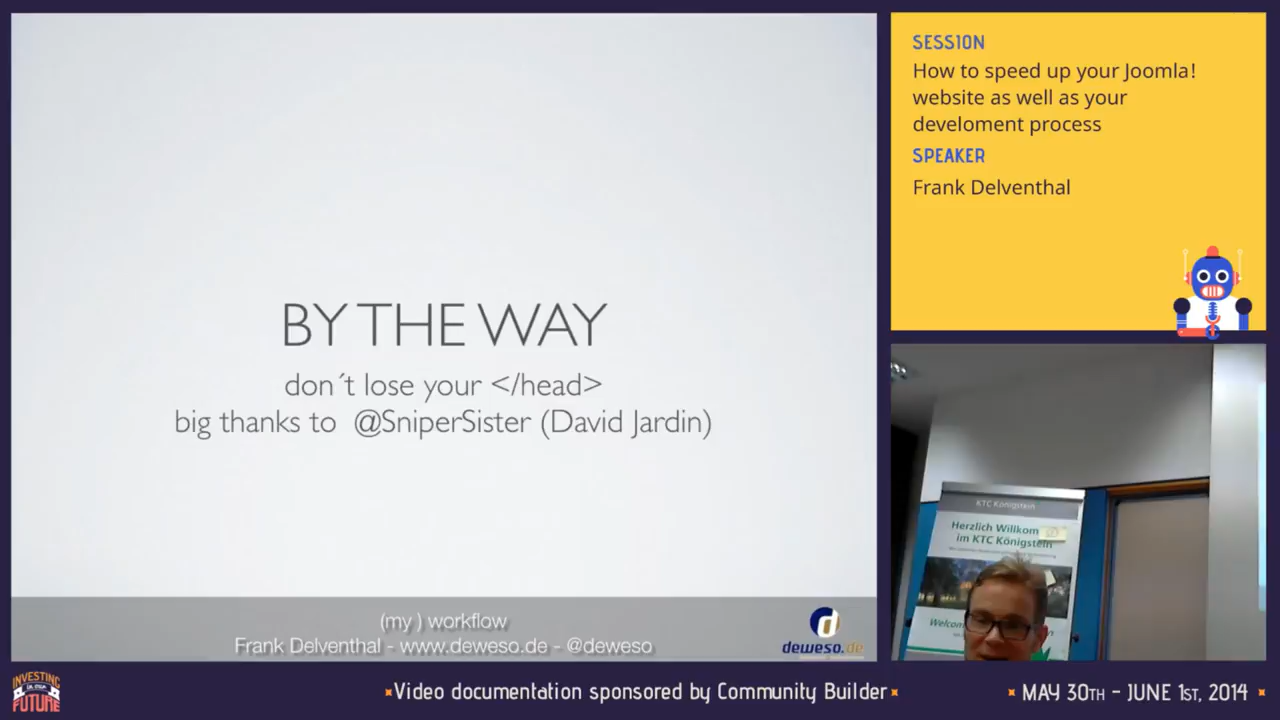 BY THE WAY
don´t lose your </head>
big thanks to @SniperSister (David Jardin)
(my ) workflow
Frank Delventhal - www.deweso.de - @deweso
deweso.de
SESSION
How to speed up your Joomla!
website as well as your
develoment process
SPEAKER
Frank Delventhal
KTC Königstein
Herzlich Willkom
im KTC Königstein
Welcom
INVESTING
IN OUR
FUTURE
Video documentation sponsored by Community Builder
MAY 30TH - JUNE 1ST, 2014